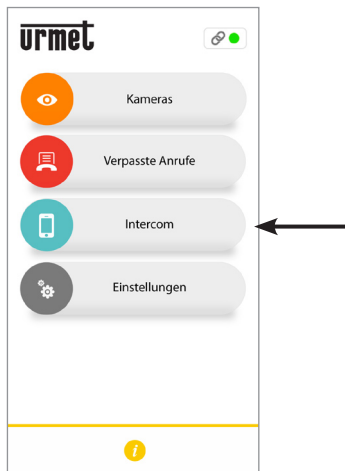 urmet
Kameras
Verpasste Anrufe
Intercom
Einstellungen
i